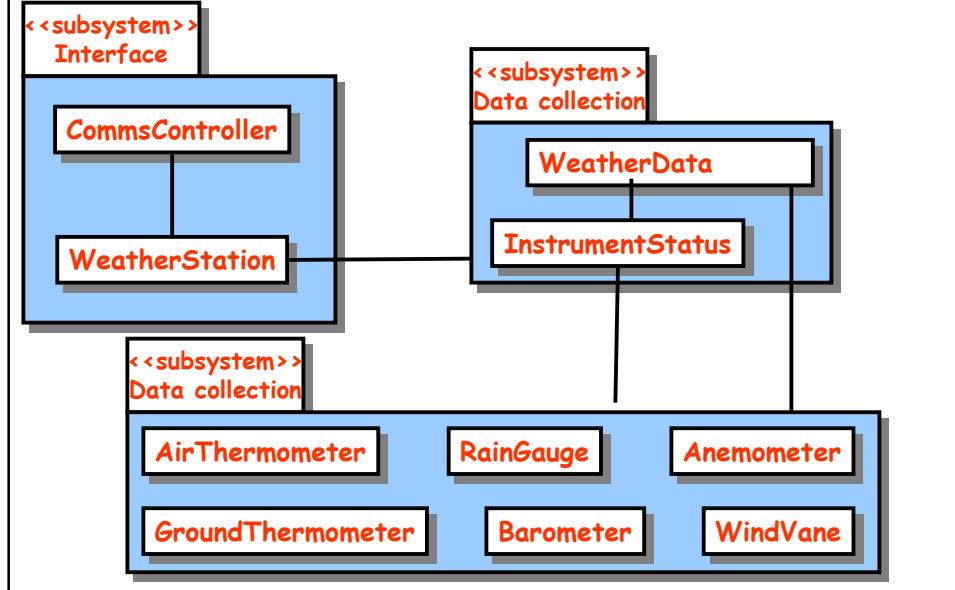 <<subsystem>>
Interface
CommsController
WeatherStation
<<subsystem>>
Data collection
WeatherData
InstrumentStatus
<<subsystem>>
Data collection
AirThermometer
RainGauge
Anemometer
GroundThermometer
Barometer
WindVane